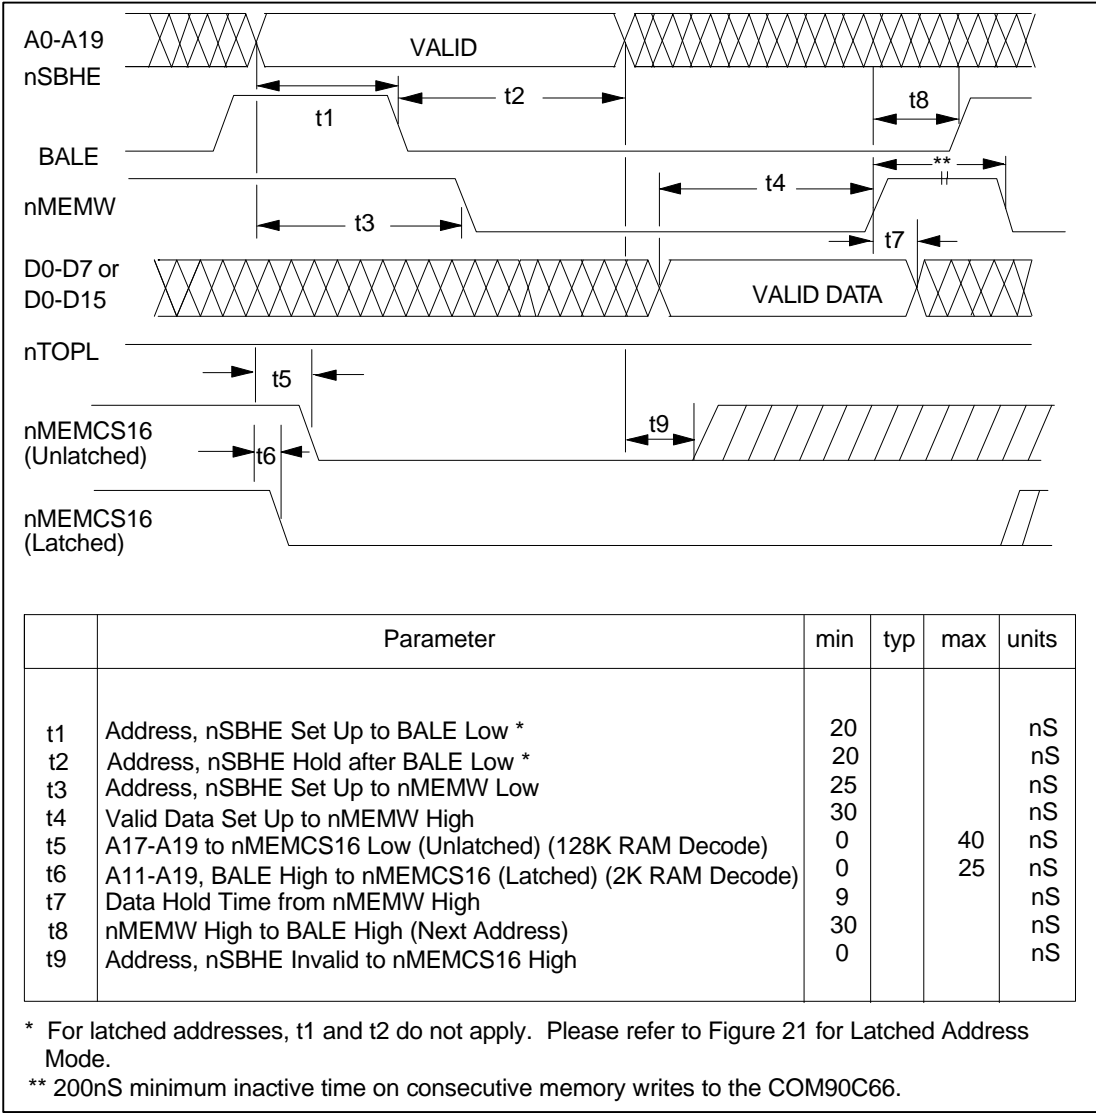 A0-A19
VALID
nSBHE
t1
t2
t8
BALE
**
nMEMW
t3
t4
t7
D0-D7 or
D0-D15
VALID DATA
nTOPL
t5
nMEMCS16
(Unlatched)
t6
t9
nMEMCS16
(Latched)
Parameter min typ max units
t1 Address, nSBHE Set Up to BALE Low * 20 nS
t2 Address, nSBHE Hold after BALE Low * 20 nS
t3 Address, nSBHE Set Up to nMEMW Low 25 nS
t4 Valid Data Set Up to nMEMW High 30 nS
t5 A17-A19 to nMEMCS16 Low (Unlatched) (128K RAM Decode) 0 40 nS
t6 A11-A19, BALE High to nMEMCS16 (Latched) (2K RAM Decode) 0 25 nS
t7 Data Hold Time from nMEMW High 9 nS
t8 nMEMW High to BALE High (Next Address) 30 nS
t9 Address, nSBHE Invalid to nMEMCS16 High 0 nS
* For latched addresses, t1 and t2 do not apply. Please refer to Figure 21 for Latched Address
Mode.
** 200nS minimum inactive time on consecutive memory writes to the COM90C66.